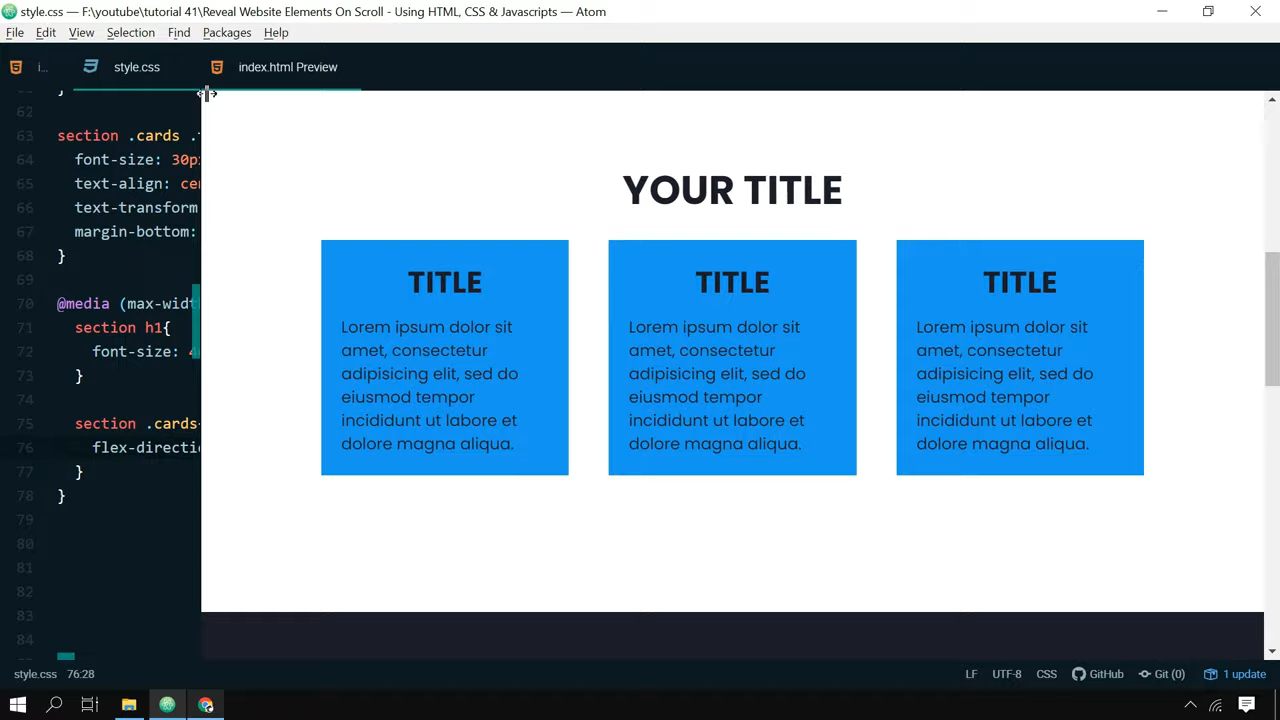 style.css — F:\youtube\tutorial 41\Reveal Website Elements On Scroll - Using HTML, CSS & Javascripts — Atom
File Edit View Selection Find Packages Help
i... style.css index.html Preview
}
62
63 section .cards .
64 font-size: 30p
65 text-align: ce
66 text-transform
67 margin-bottom:
68 }
69
70 @media (max-widt
71 section h1{
72 font-size: 4
73 }
74
75 section .cards
76 flex-directi
77 }
78 }
79
80
81
82
83
84
YOUR TITLE
TITLE
Lorem ipsum dolor sit
amet, consectetur
adipisicing elit, sed do
eiusmod tempor
incididunt ut labore et
dolore magna aliqua.
TITLE
Lorem ipsum dolor sit
amet, consectetur
adipisicing elit, sed do
eiusmod tempor
incididunt ut labore et
dolore magna aliqua.
TITLE
Lorem ipsum dolor sit
amet, consectetur
adipisicing elit, sed do
eiusmod tempor
incididunt ut labore et
dolore magna aliqua.
style.css 76:28 LF UTF-8 CSS GitHub Git (0) 1 update